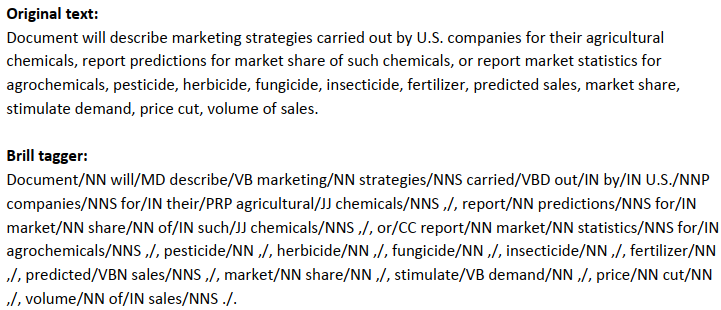 Original text:
Document will describe marketing strategies carried out by U.S. companies for their agricultural
chemicals, report predictions for market share of such chemicals, or report market statistics for
agrochemicals, pesticide, herbicide, fungicide, insecticide, fertilizer, predicted sales, market share,
stimulate demand, price cut, volume of sales.
Brill tagger:
Document/NN will/MD describe/VB marketing/NN strategies/NNS carried/VBD out/IN by/IN U.S./NNP
companies/NNS for/IN their/PRP agricultural/JJ chemicals/NNS ,/, report/NN predictions/NNS for/IN
market/NN share/NN of/IN such/JJ chemicals/NNS ,/, or/CC report/NN market/NN statistics/NNS for/IN
agrochemicals/NNS ,/, pesticide/NN ,/, herbicide/NN ,/, fungicide/NN ,/, insecticide/NN ,/, fertilizer/NN
,/, predicted/VBN sales/NNS ,/, market/NN share/NN ,/, stimulate/VB demand/NN ,/, price/NN cut/NN
,/, volume/NN of/IN sales/NNS ./.